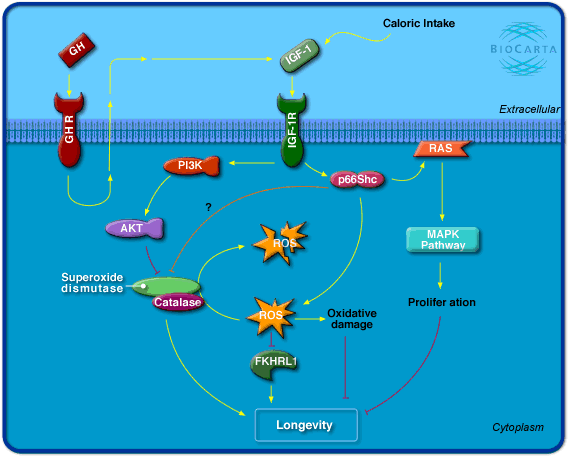 Caloric Intake
GH
IGF-1
BIOCARTA
Extracellular
GH R
IGF-1R
RAS
PI3K
p66Shc
?
AKT
MAPK
Pathway
ROS
Superoxide
dismutase
Catalase
Prolifer ation
ROS
Oxidative
damage
FKHRL1
Longevity
Cytoplasm